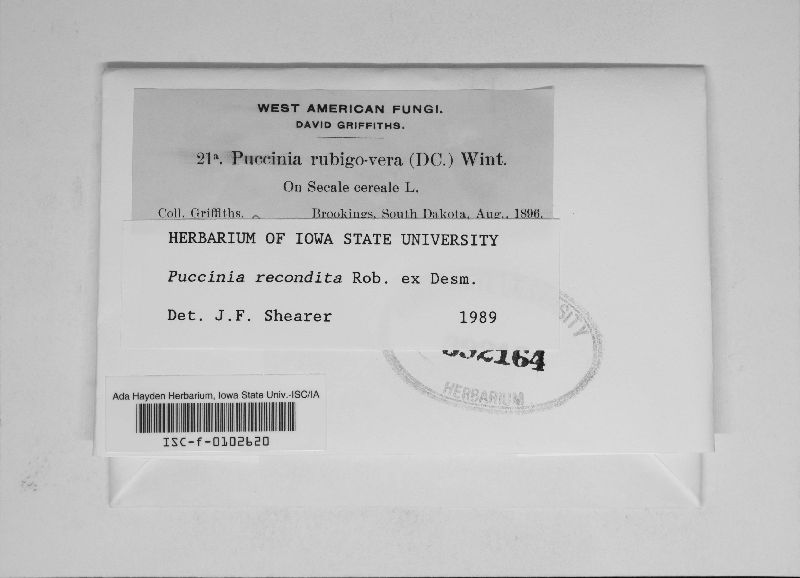 WEST AMERICAN FUNGI.
DAVID GRIFFITHS.
21ª. Puccinia rubigo-vera (DC.) Wint.
On Secale cereale L.
Coll. Griffiths. Brookings, South Dakota, Aug., 1896.
HERBARIUM OF IOWA STATE UNIVERSITY
Puccinia recondita Rob. ex Desm.
Det. J.F. Shearer 1989
HERBARIUM
Ada Hayden Herbarium, Iowa State Univ.-ISC/IA
ISC-f-0102620